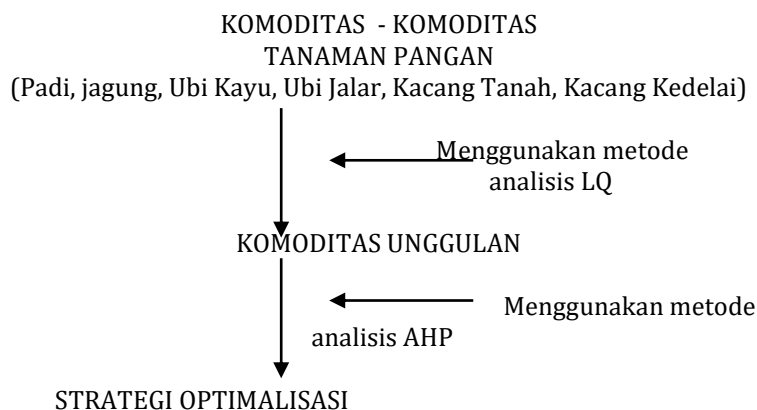 KOMODITAS - KOMODITAS
TANAMAN PANGAN
(Padi, jagung, Ubi Kayu, Ubi Jalar, Kacang Tanah, Kacang Kedelai)
Menggunakan metode
analisis LQ
KOMODITAS UNGGULAN
Menggunakan metode
analisis AHP
STRATEGI OPTIMALISASI